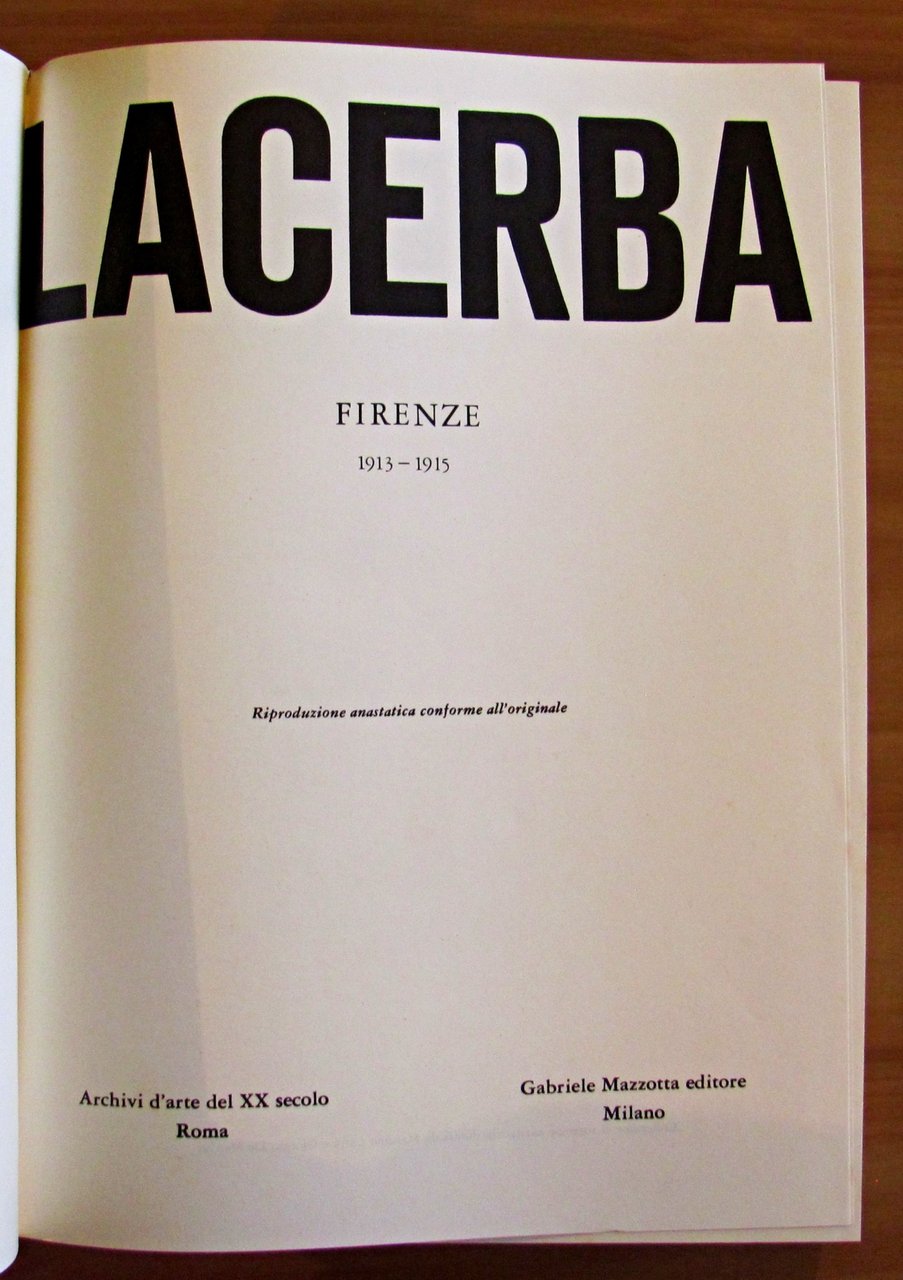 LACERBA
FIRENZE
1913 – 1915
Riproduzione anastatica conforme all'originale
Archivi d'arte del XX secolo
Roma
Gabriele Mazzotta editore
Milano